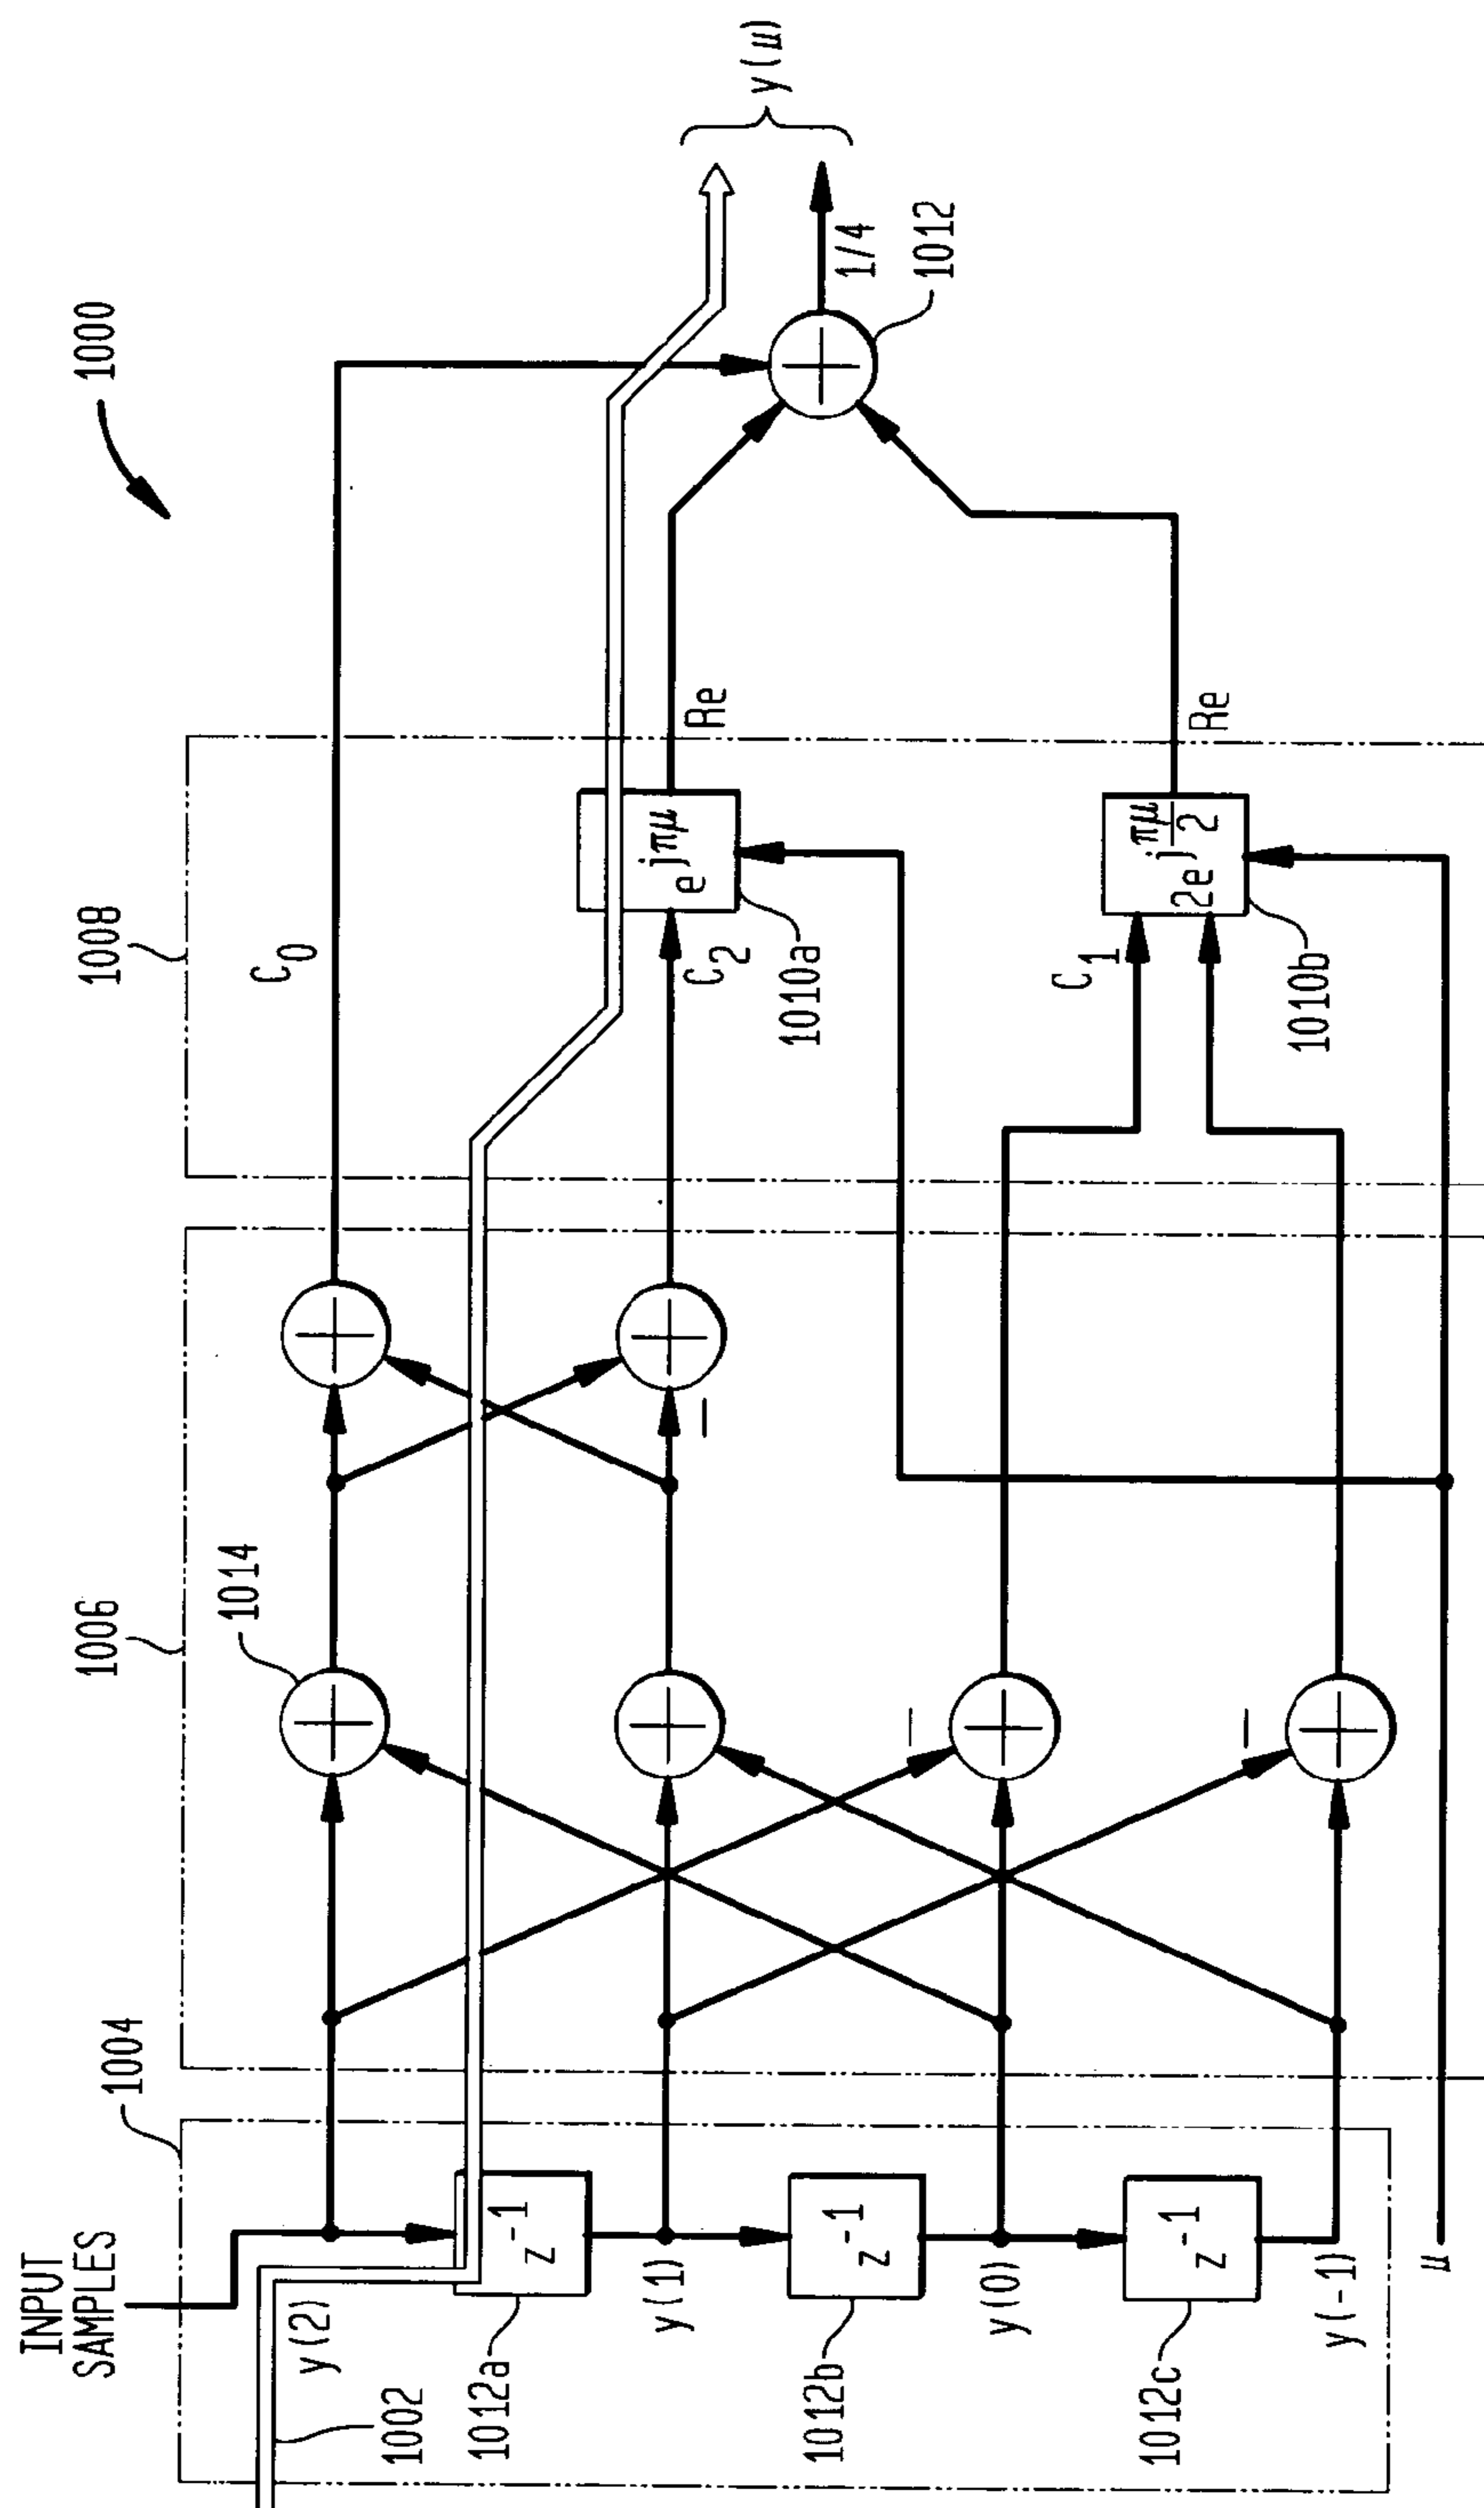 1000
INPUT
SAMPLES
1004
1006
1008
y(2)
1002
1014
C0
1012a
z-1
y(1)
−
C2
1010a
e jπμ
Re
y(μ)
1/4
1012
1012b
z-1
y(0)
−
C1
2e j πμ/2
1010b
Re
1012c
z-1
y(-1)
−
μ